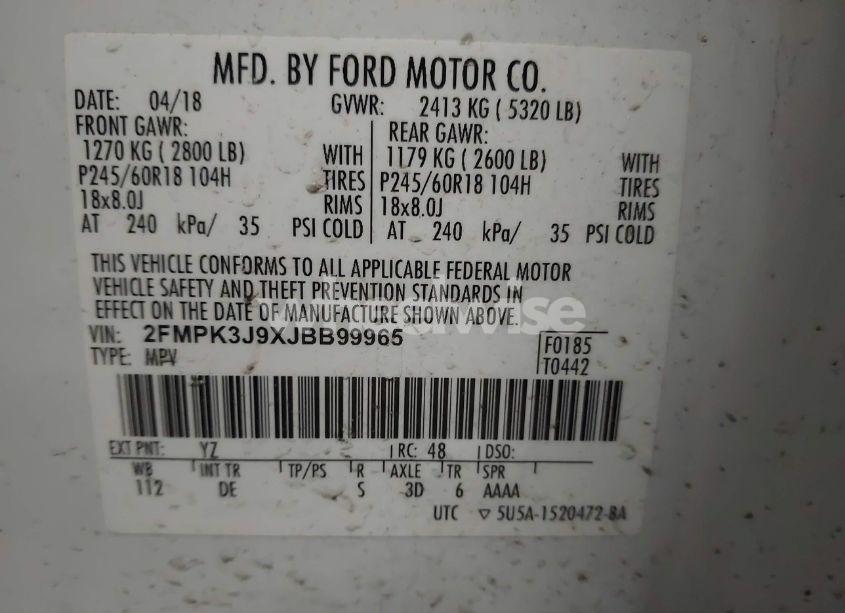 MFD. BY FORD MOTOR CO.
DATE: 04/18 GVWR: 2413 KG ( 5320 LB)
FRONT GAWR: REAR GAWR:
1270 KG ( 2800 LB) WITH 1179 KG ( 2600 LB) WITH
P245/60R18 104H TIRES P245/60R18 104H TIRES
18x8.0J RIMS 18x8.0J RIMS
AT 240 kPa/ 35 PSI COLD AT 240 kPa/ 35 PSI COLD
THIS VEHICLE CONFORMS TO ALL APPLICABLE FEDERAL MOTOR
VEHICLE SAFETY AND THEFT PREVENTION STANDARDS IN
EFFECT ON THE DATE OF MANUFACTURE SHOWN ABOVE.
VIN: 2FMPK3J9XJBB99965 F0185
TYPE: MPV T0442
EXT PNT: YZ RC: 48 DSO:
WB INT TR TP/PS R AXLE TR SPR
112 DE S 3D 6 AAAA
UTC ▽ 5U5A-1520472-BA